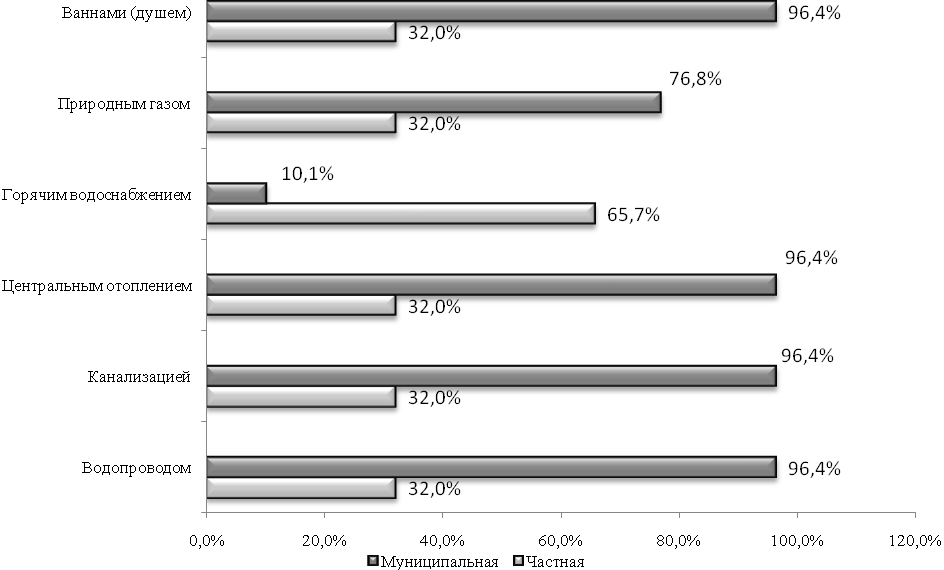 Ваннами (душем)
96,4%
32,0%
Природным газом
76,8%
32,0%
Горячим водоснабжением
10,1%
65,7%
Центральным отоплением
96,4%
32,0%
Канализацией
96,4%
32,0%
Водопроводом
96,4%
32,0%
0,0% 20,0% 40,0% 60,0% 80,0% 100,0% 120,0%
Муниципальная Частная